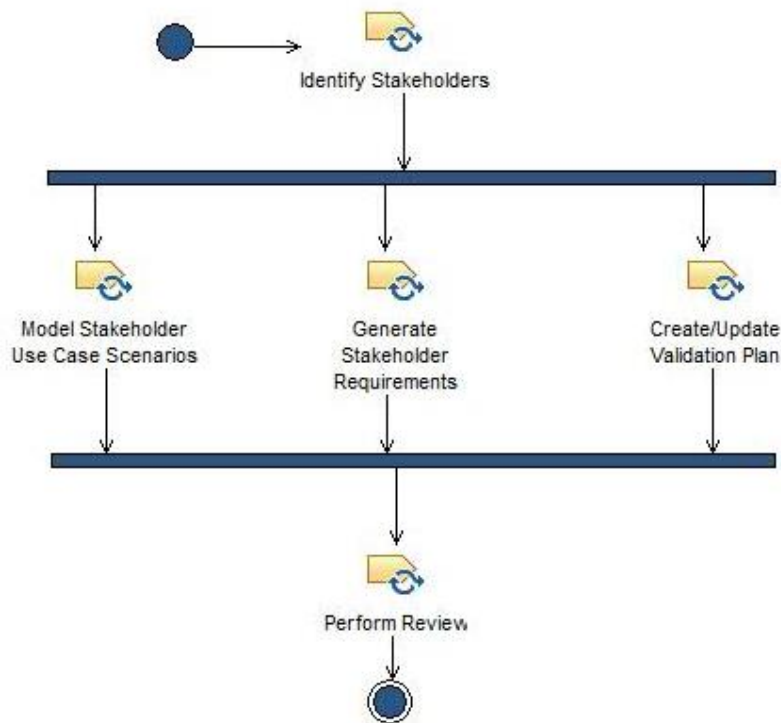 Identify Stakeholders
Model Stakeholder
Use Case Scenarios
Generate
Stakeholder
Requirements
Create/Update
Validation Plan
Perform Review